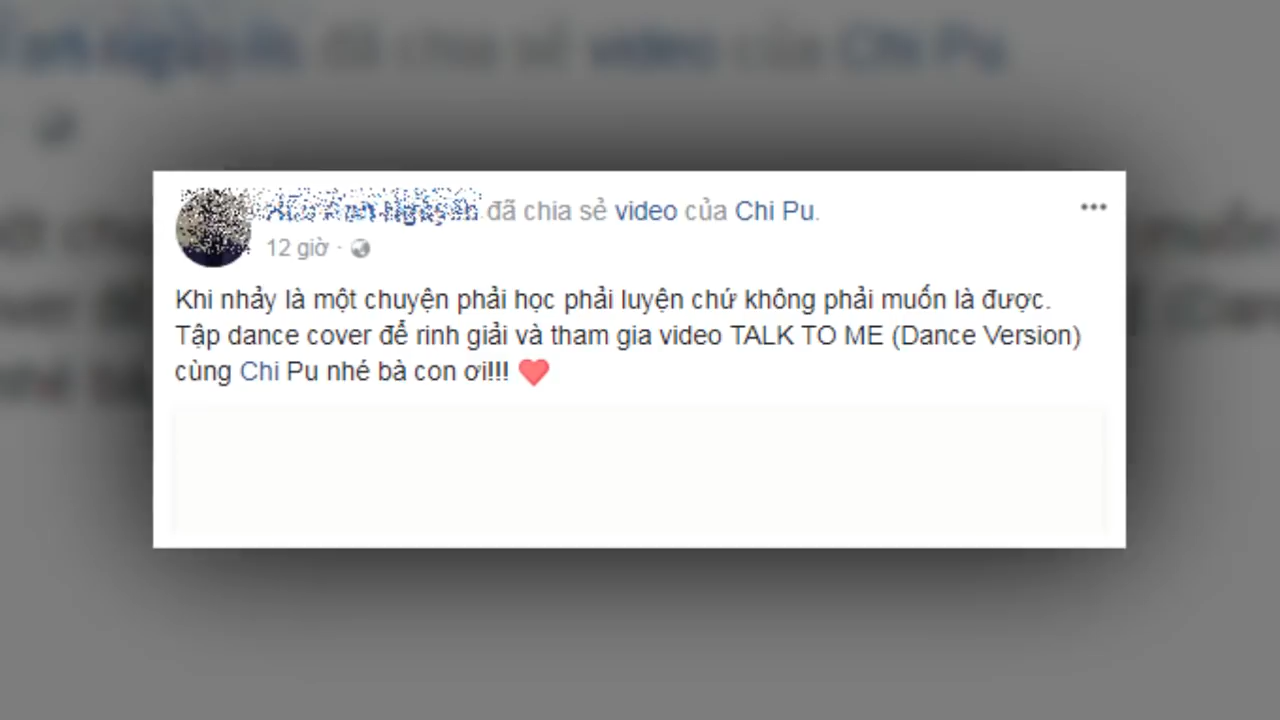 đã chia sẻ video của Chi Pu.
12 giờ ·
Khi nhảy là một chuyện phải học phải luyện chứ không phải muốn là được.
Tập dance cover để rinh giải và tham gia video TALK TO ME (Dance Version)
cùng Chi Pu nhé bà con ơi!!! ❤